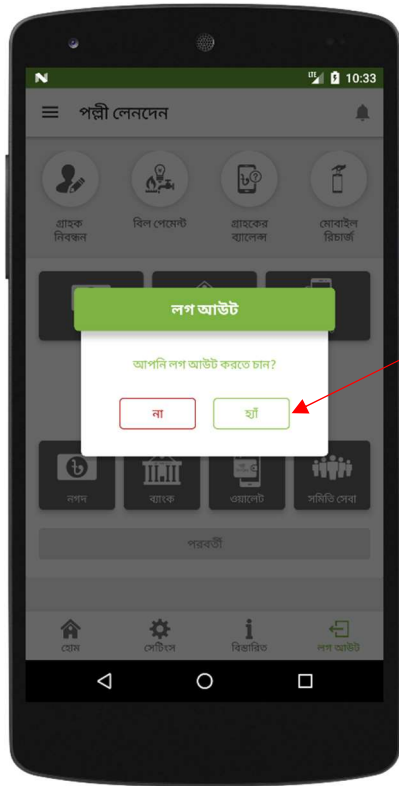 10:33
পল্লী লেনদেন
গ্রাহক
নিবন্ধন
বিল পেমেন্ট
গ্রাহকের
ব্যালেন্স
মোবাইল
রিচার্জ
লগ আউট
আপনি লগ আউট করতে চান?
না
হ্যাঁ
নগদ
ব্যাংক
ওয়ালেট
সমিতি সেবা
পরবর্তী
হোম
সেটিংস
বিস্তারিত
লগ আউট